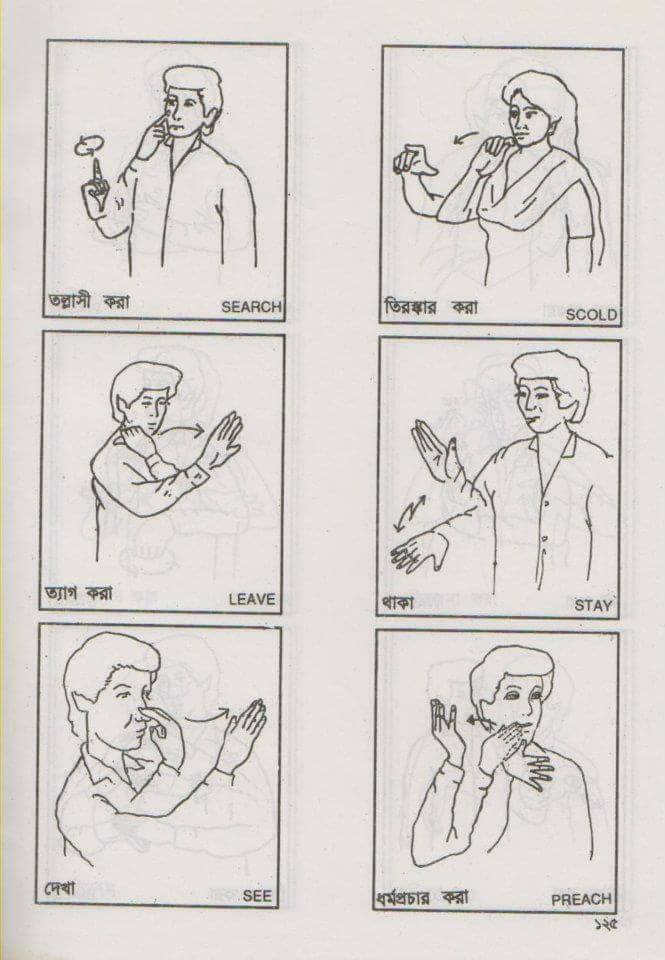 তল্লাসী করা SEARCH
তিরস্কার করা SCOLD
ত্যাগ করা LEAVE
থাকা STAY
দেখা SEE
ধর্মপ্রচার করা PREACH
১২৫